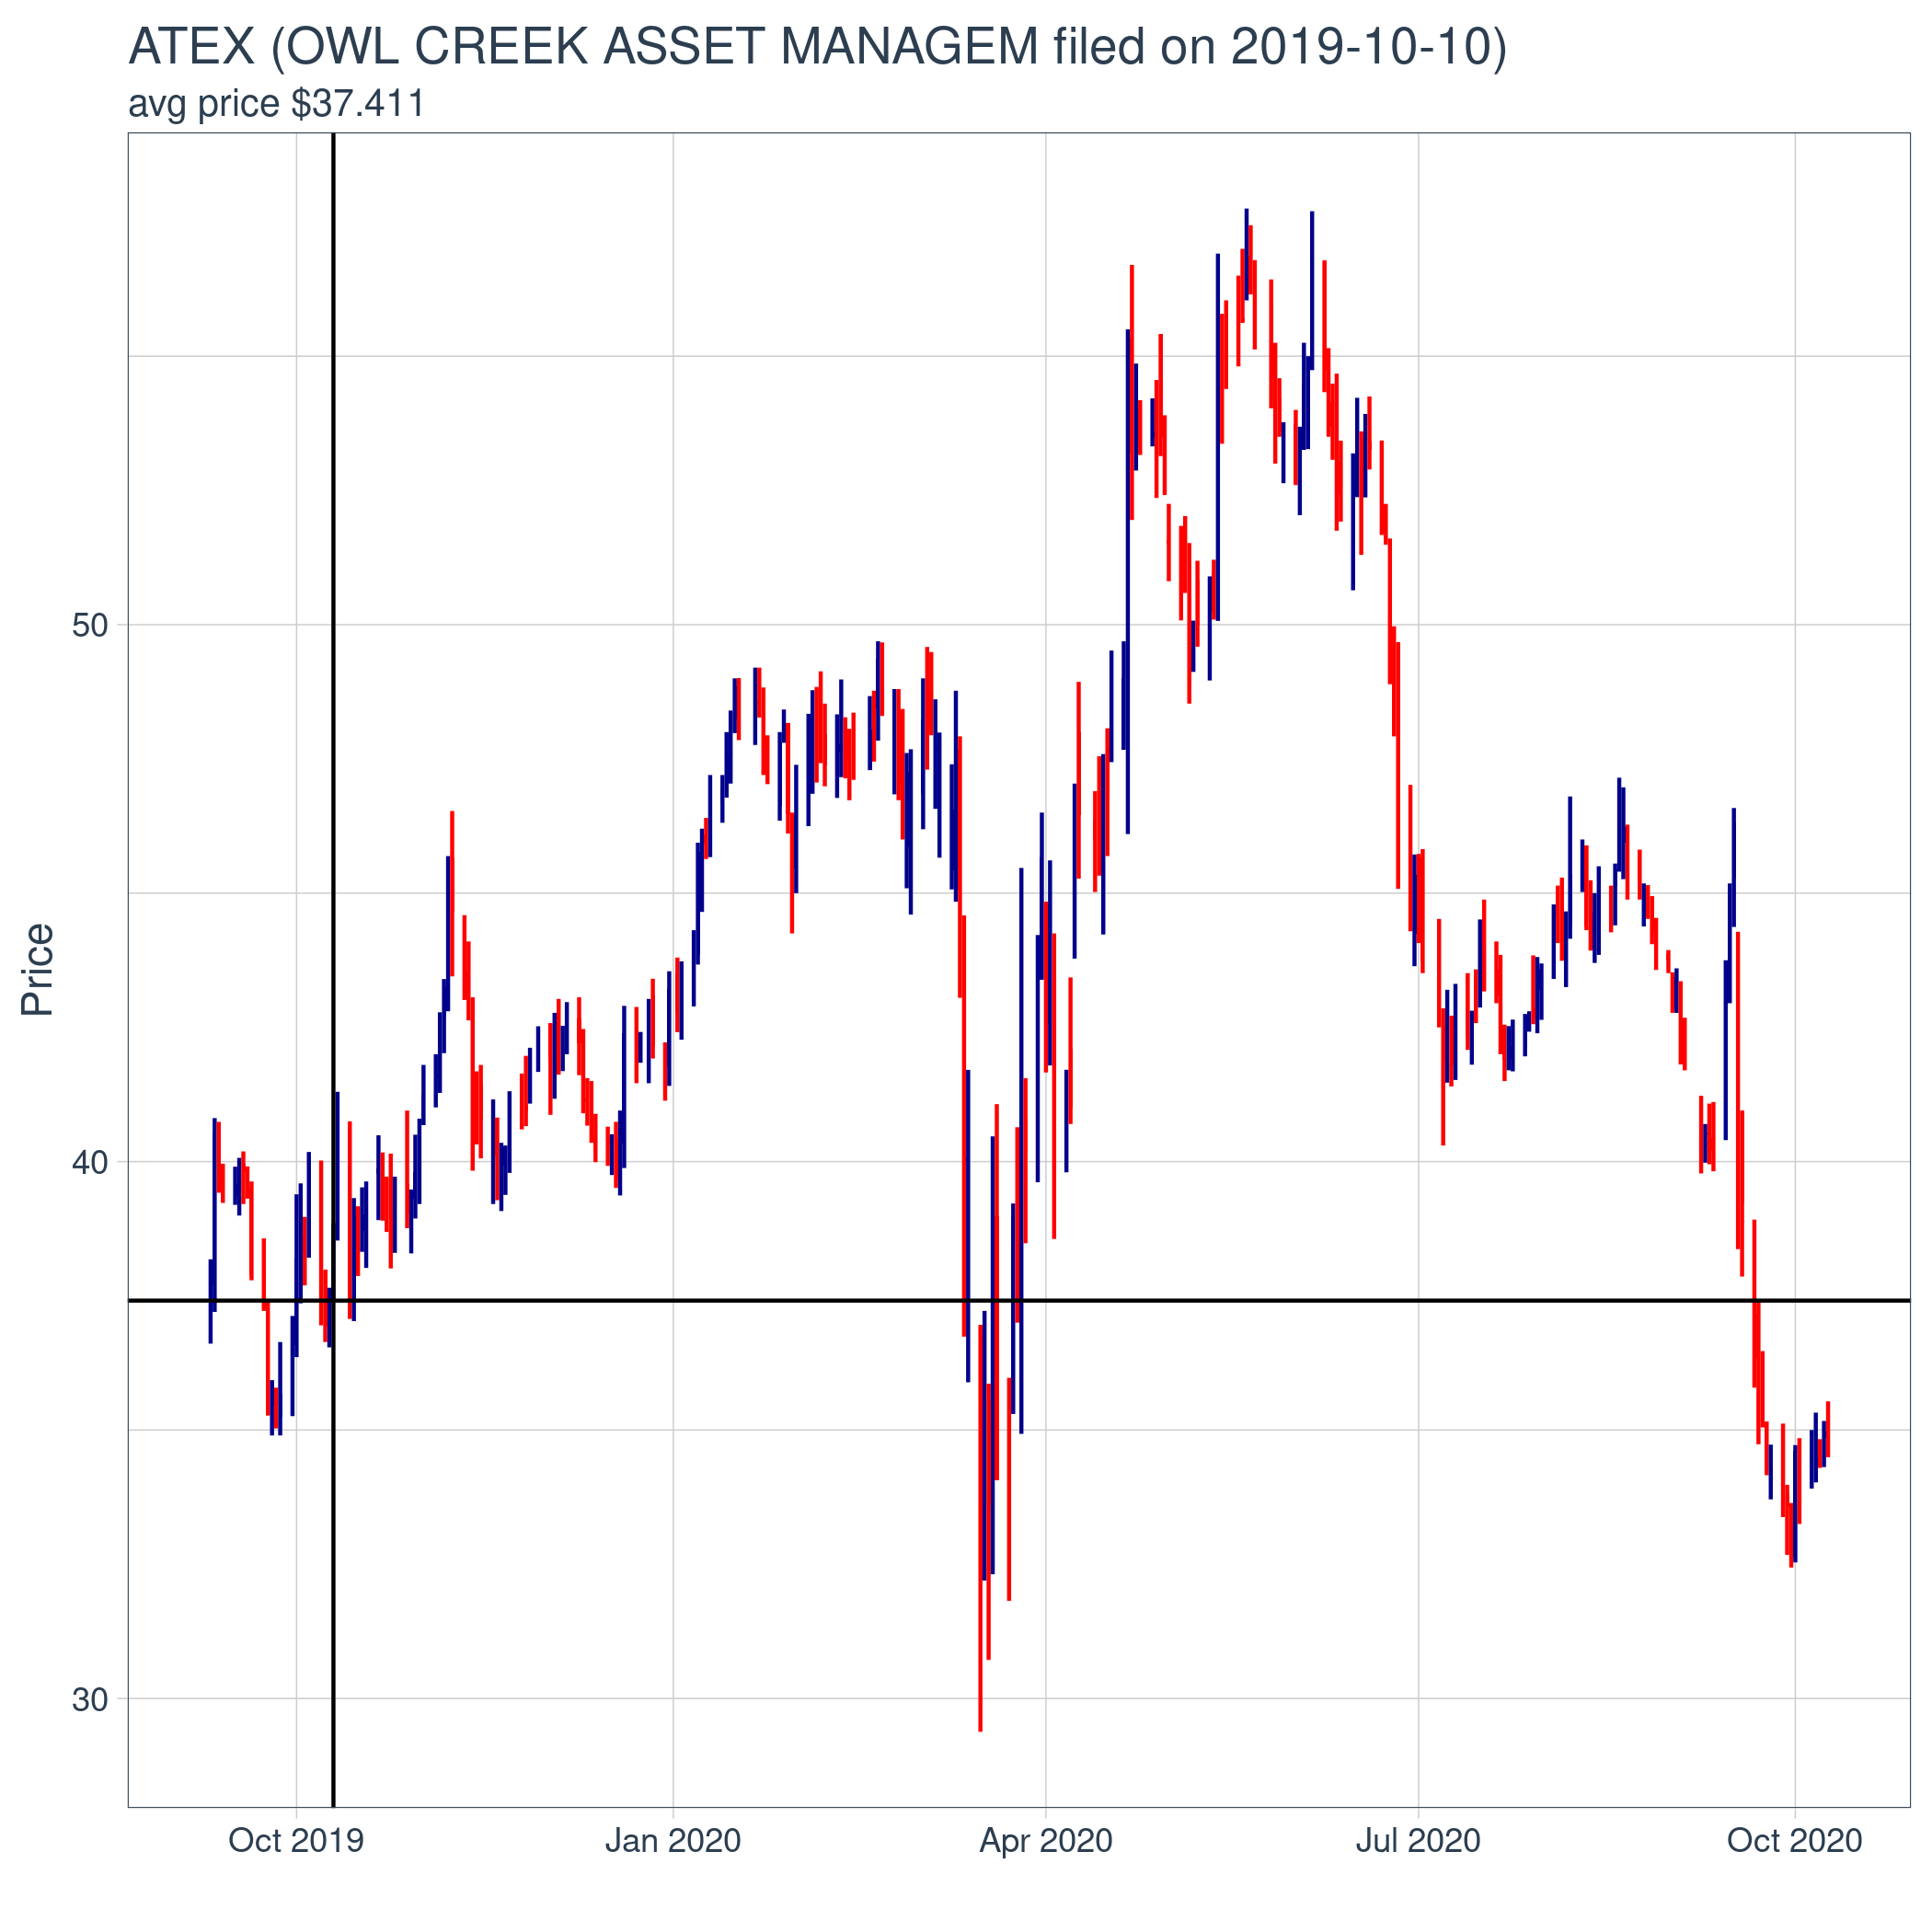 ATEX (OWL CREEK ASSET MANAGEM filed on 2019-10-10)
avg price $37.411
50
40
30
Price
Oct 2019
Jan 2020
Apr 2020
Jul 2020
Oct 2020